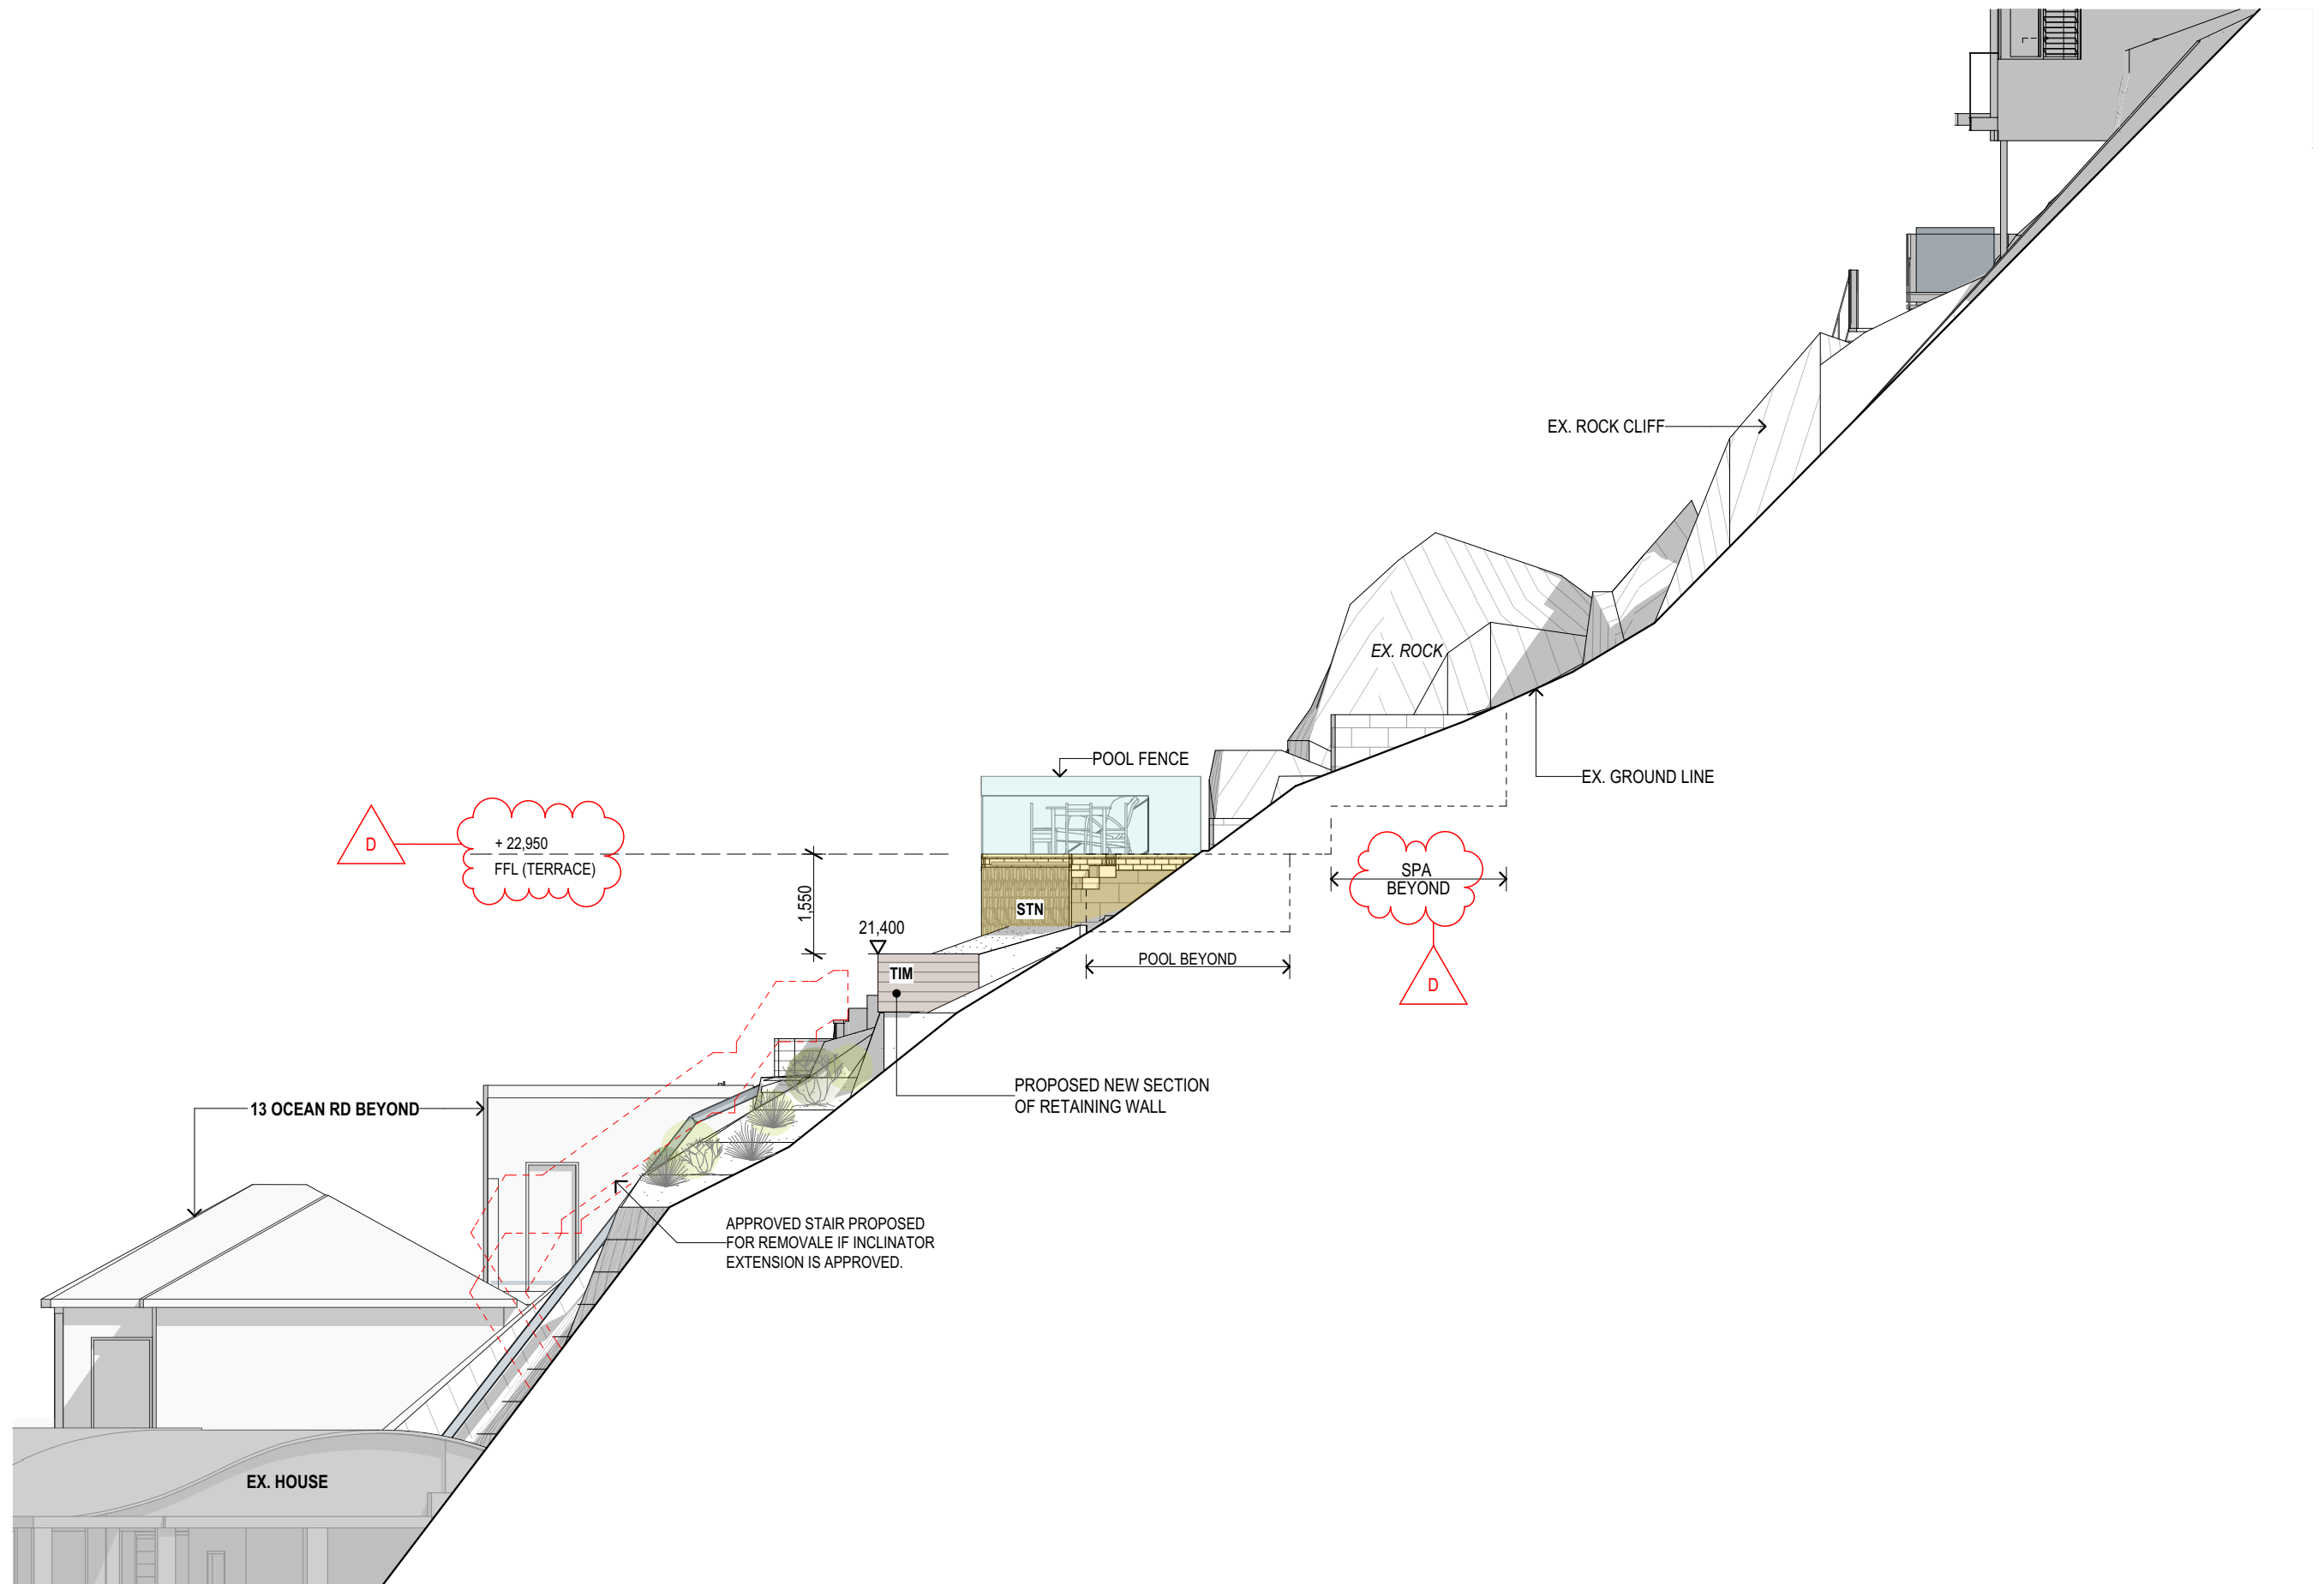 EX. ROCK CLIFF
EX. ROCK
POOL FENCE
EX. GROUND LINE
D
+ 22,950
FFL (TERRACE)
1,550
SPA
BEYOND
D
STN
21,400
POOL BEYOND
TIM
PROPOSED NEW SECTION
OF RETAINING WALL
13 OCEAN RD BEYOND
APPROVED STAIR PROPOSED
FOR REMOVALE IF INCLINATOR
EXTENSION IS APPROVED.
EX. HOUSE